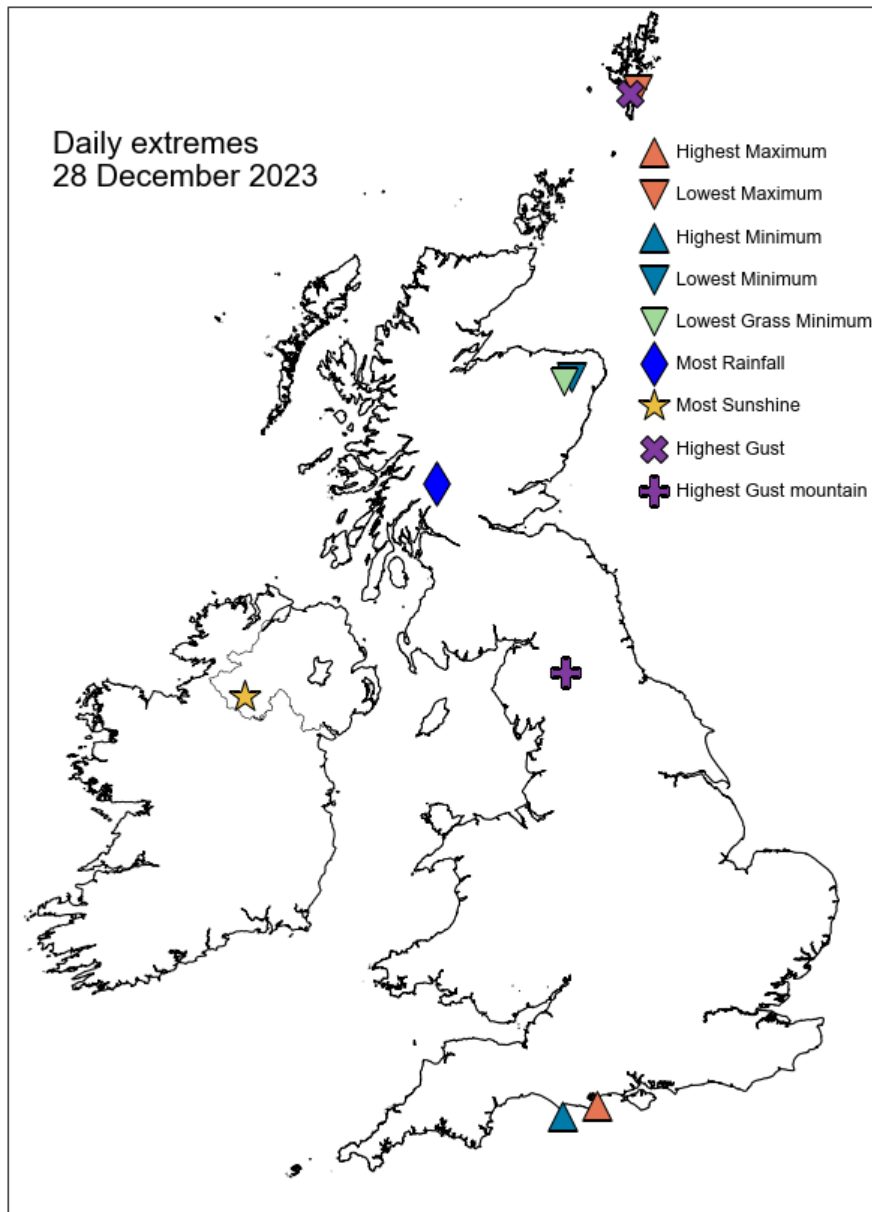 Daily extremes
28 December 2023
Highest Maximum
Lowest Maximum
Highest Minimum
Lowest Minimum
Lowest Grass Minimum
Most Rainfall
Most Sunshine
Highest Gust
Highest Gust mountain